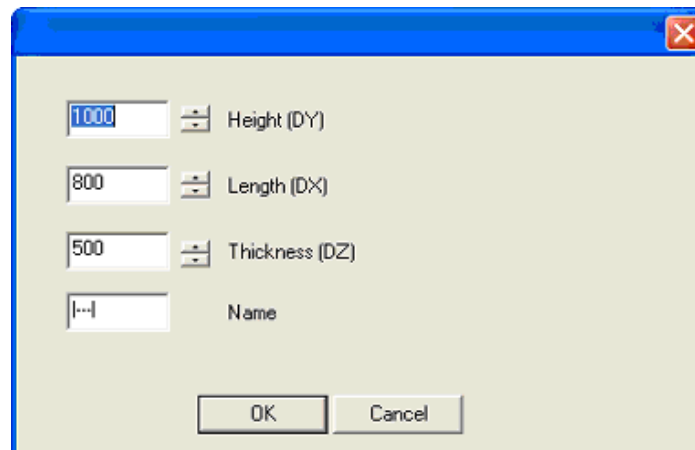 1000 Height (DY)
800 Length (DX)
500 Thickness (DZ)
|---| Name
OK Cancel